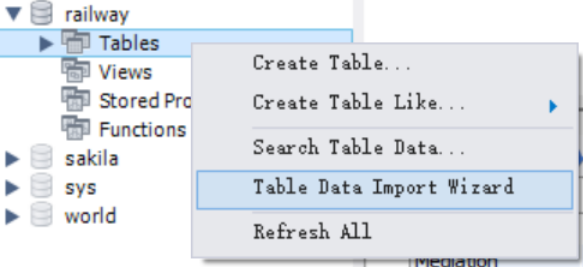 railway
Tables
Views
Stored Pro
Functions
sakila
sys
world
Create Table...
Create Table Like...
Search Table Data...
Table Data Import Wizard
Refresh All
Mediation